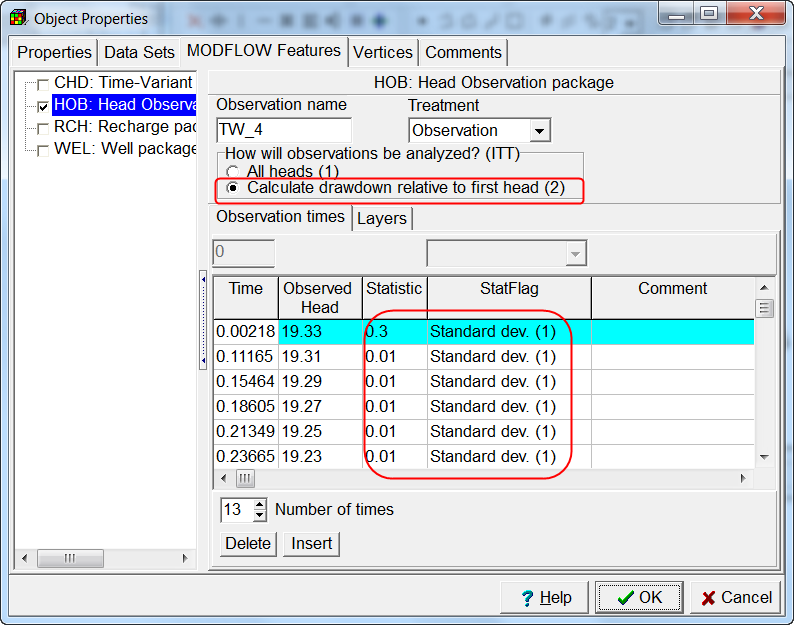 Object Properties
Properties Data Sets MODFLOW Features Vertices Comments
CHD: Time-Variant
HOB: Head Observa
RCH: Recharge pac
WEL: Well package
HOB: Head Observation package
Observation name Treatment
TW_4 Observation
How will observations be analyzed? (ITT)
All heads (1)
Calculate drawdown relative to first head (2)
Observation times Layers
0
Time Observed Head Statistic StatFlag Comment
0.00218 19.33 0.3 Standard dev. (1)
0.11165 19.31 0.01 Standard dev. (1)
0.15464 19.29 0.01 Standard dev. (1)
0.18605 19.27 0.01 Standard dev. (1)
0.21349 19.25 0.01 Standard dev. (1)
0.23665 19.23 0.01 Standard dev. (1)
13 Number of times
Delete Insert
? Help OK Cancel